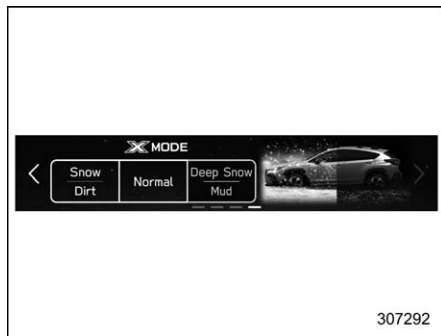 X MODE
Snow
Dirt
Normal
Deep Snow
Mud
307292